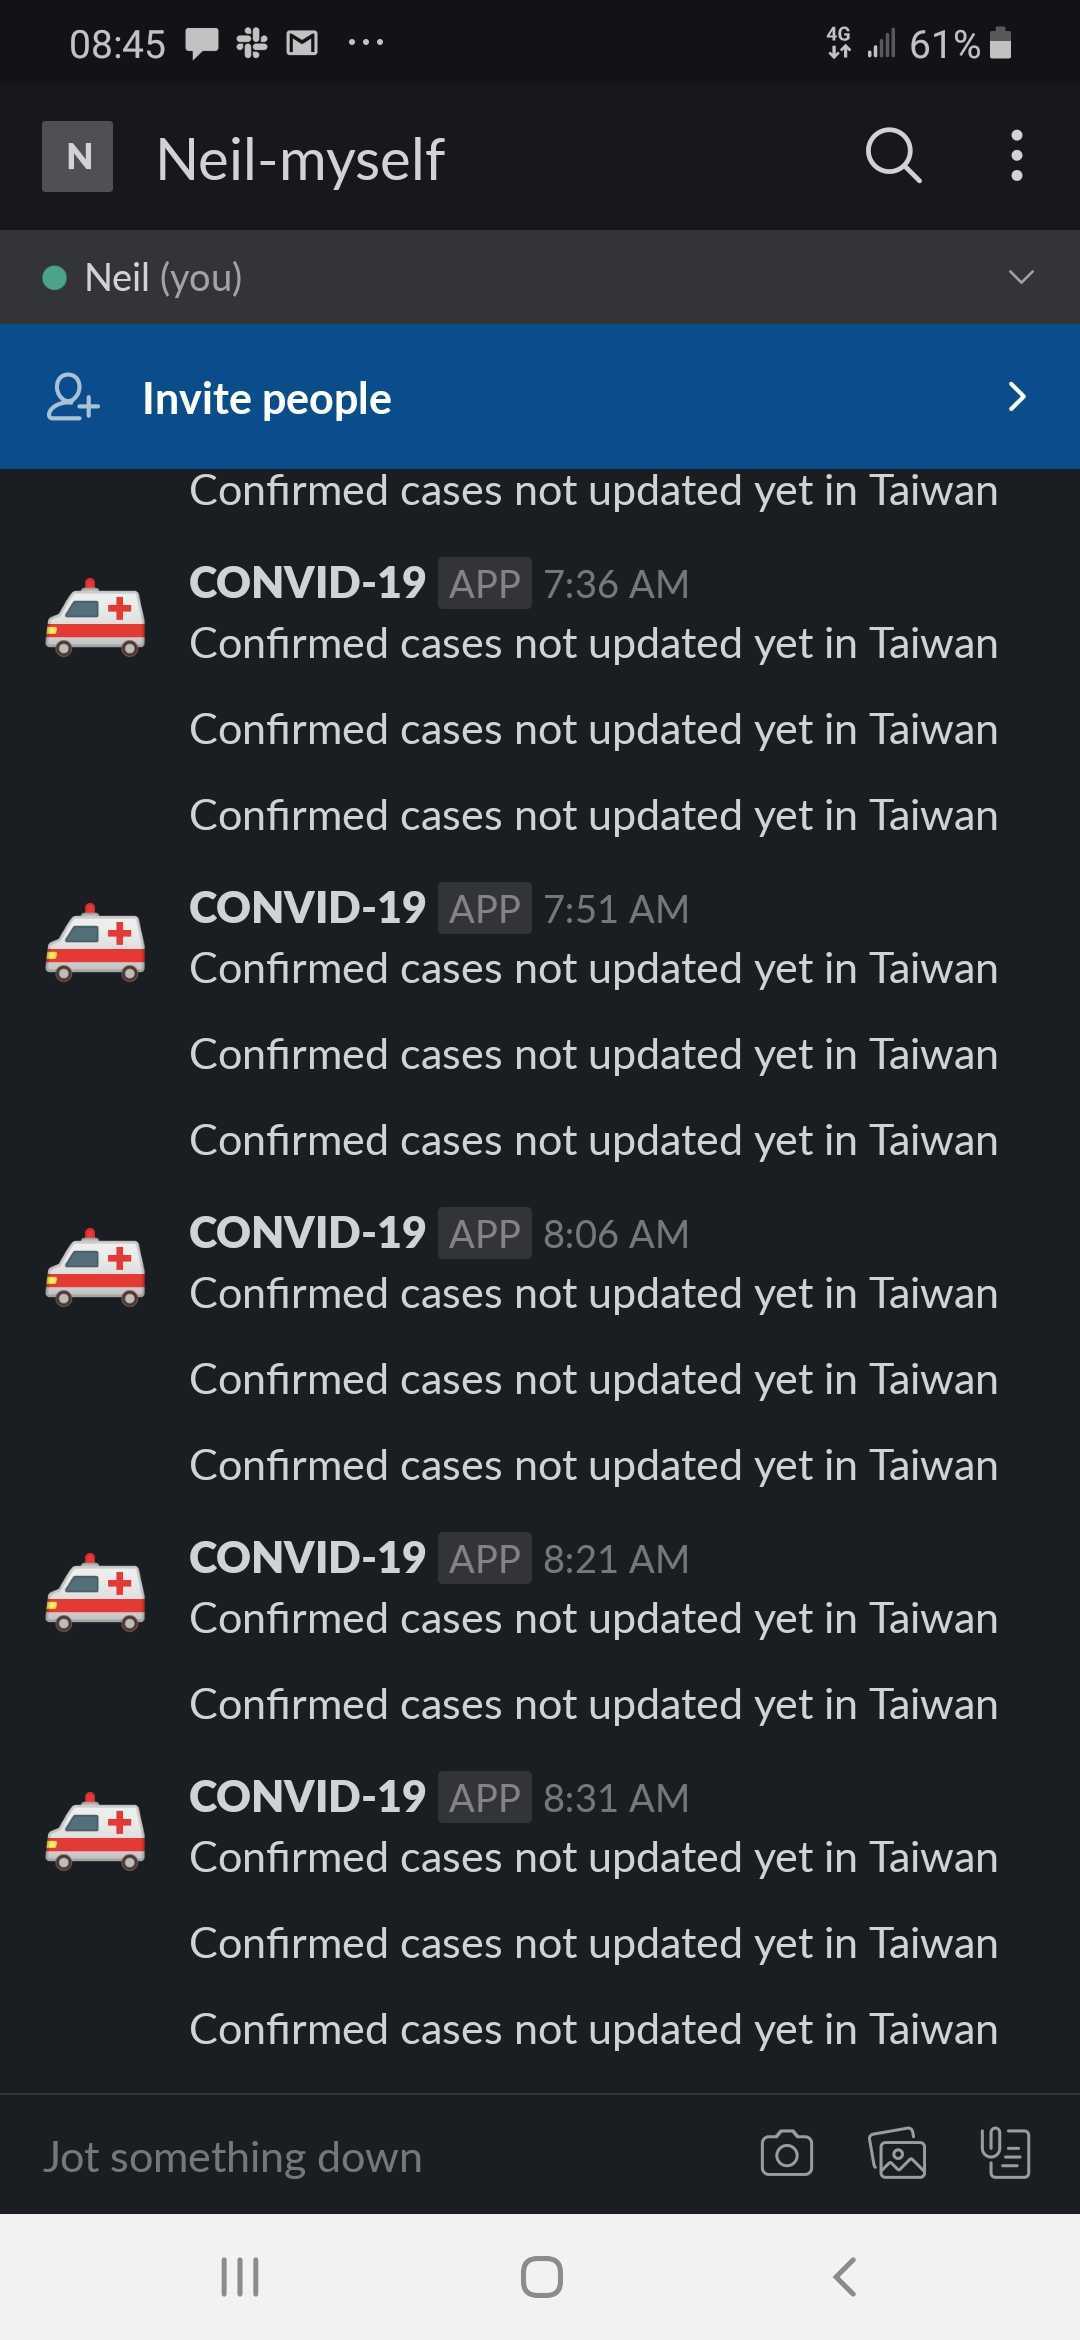 08:45
4G 61%
N Neil-myself
Neil (you)
Invite people
Confirmed cases not updated yet in Taiwan
CONVID-19 APP 7:36 AM
Confirmed cases not updated yet in Taiwan
Confirmed cases not updated yet in Taiwan
Confirmed cases not updated yet in Taiwan
CONVID-19 APP 7:51 AM
Confirmed cases not updated yet in Taiwan
Confirmed cases not updated yet in Taiwan
Confirmed cases not updated yet in Taiwan
CONVID-19 APP 8:06 AM
Confirmed cases not updated yet in Taiwan
Confirmed cases not updated yet in Taiwan
Confirmed cases not updated yet in Taiwan
CONVID-19 APP 8:21 AM
Confirmed cases not updated yet in Taiwan
Confirmed cases not updated yet in Taiwan
CONVID-19 APP 8:31 AM
Confirmed cases not updated yet in Taiwan
Confirmed cases not updated yet in Taiwan
Confirmed cases not updated yet in Taiwan
Jot something down